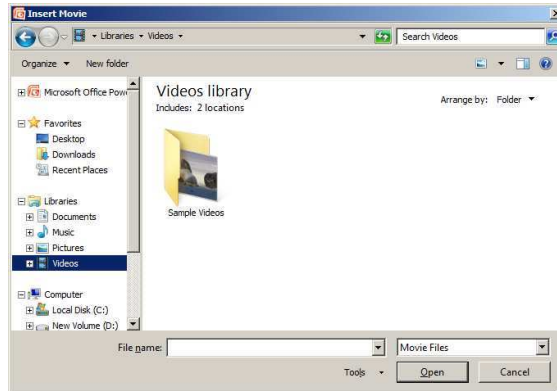 Insert Movie
Libraries Videos
Search Videos
Organize New folder
Microsoft Office Pow
Favorites
Desktop
Downloads
Recent Places
Libraries
Documents
Music
Pictures
Videos
Computer
Local Disk (C:)
New Volume (D:)
Videos library
Includes: 2 locations
Arrange by: Folder
Sample Videos
File name:
Movie Files
Tools Open Cancel